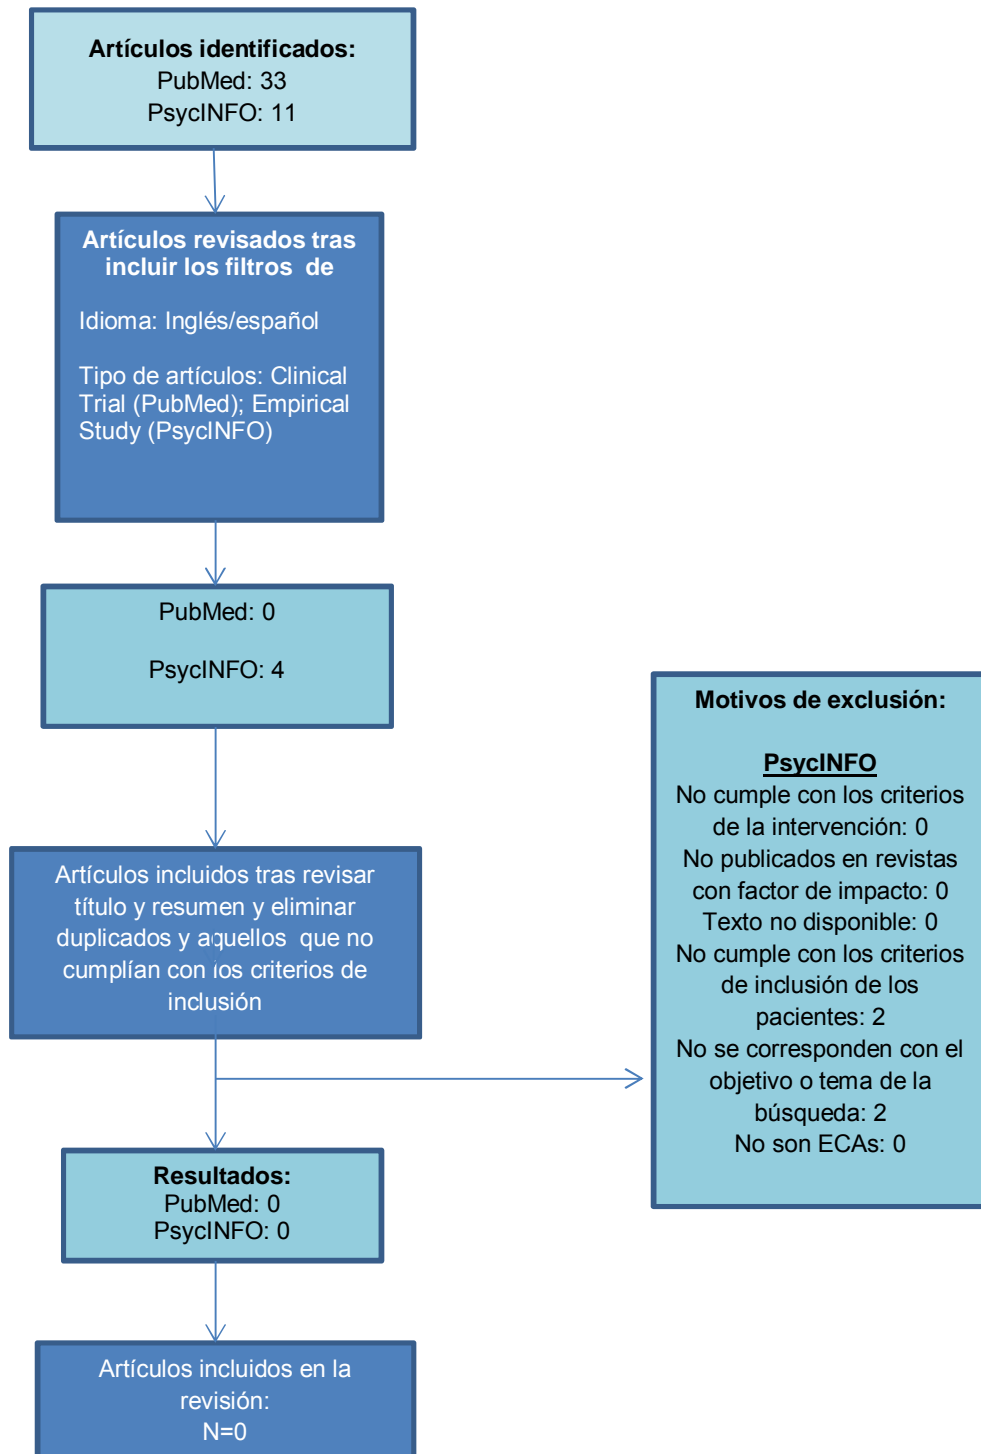 Artículos identificados:
PubMed: 33
PsycINFO: 11
Artículos revisados tras
incluir los filtros de
Idioma: Inglés/español
Tipo de artículos: Clinical
Trial (PubMed); Empirical
Study (PsycINFO)
PubMed: 0
PsycINFO: 4
Artículos incluidos tras revisar
título y resumen y eliminar
duplicados y aquellos que no
cumplían con los criterios de
inclusión
Motivos de exclusión:
PsycINFO
No cumple con los criterios
de la intervención: 0
No publicados en revistas
con factor de impacto: 0
Texto no disponible: 0
No cumple con los criterios
de inclusión de los
pacientes: 2
No se corresponden con el
objetivo o tema de la
búsqueda: 2
No son ECAs: 0
Resultados:
PubMed: 0
PsycINFO: 0
Artículos incluidos en la
revisión:
N=0